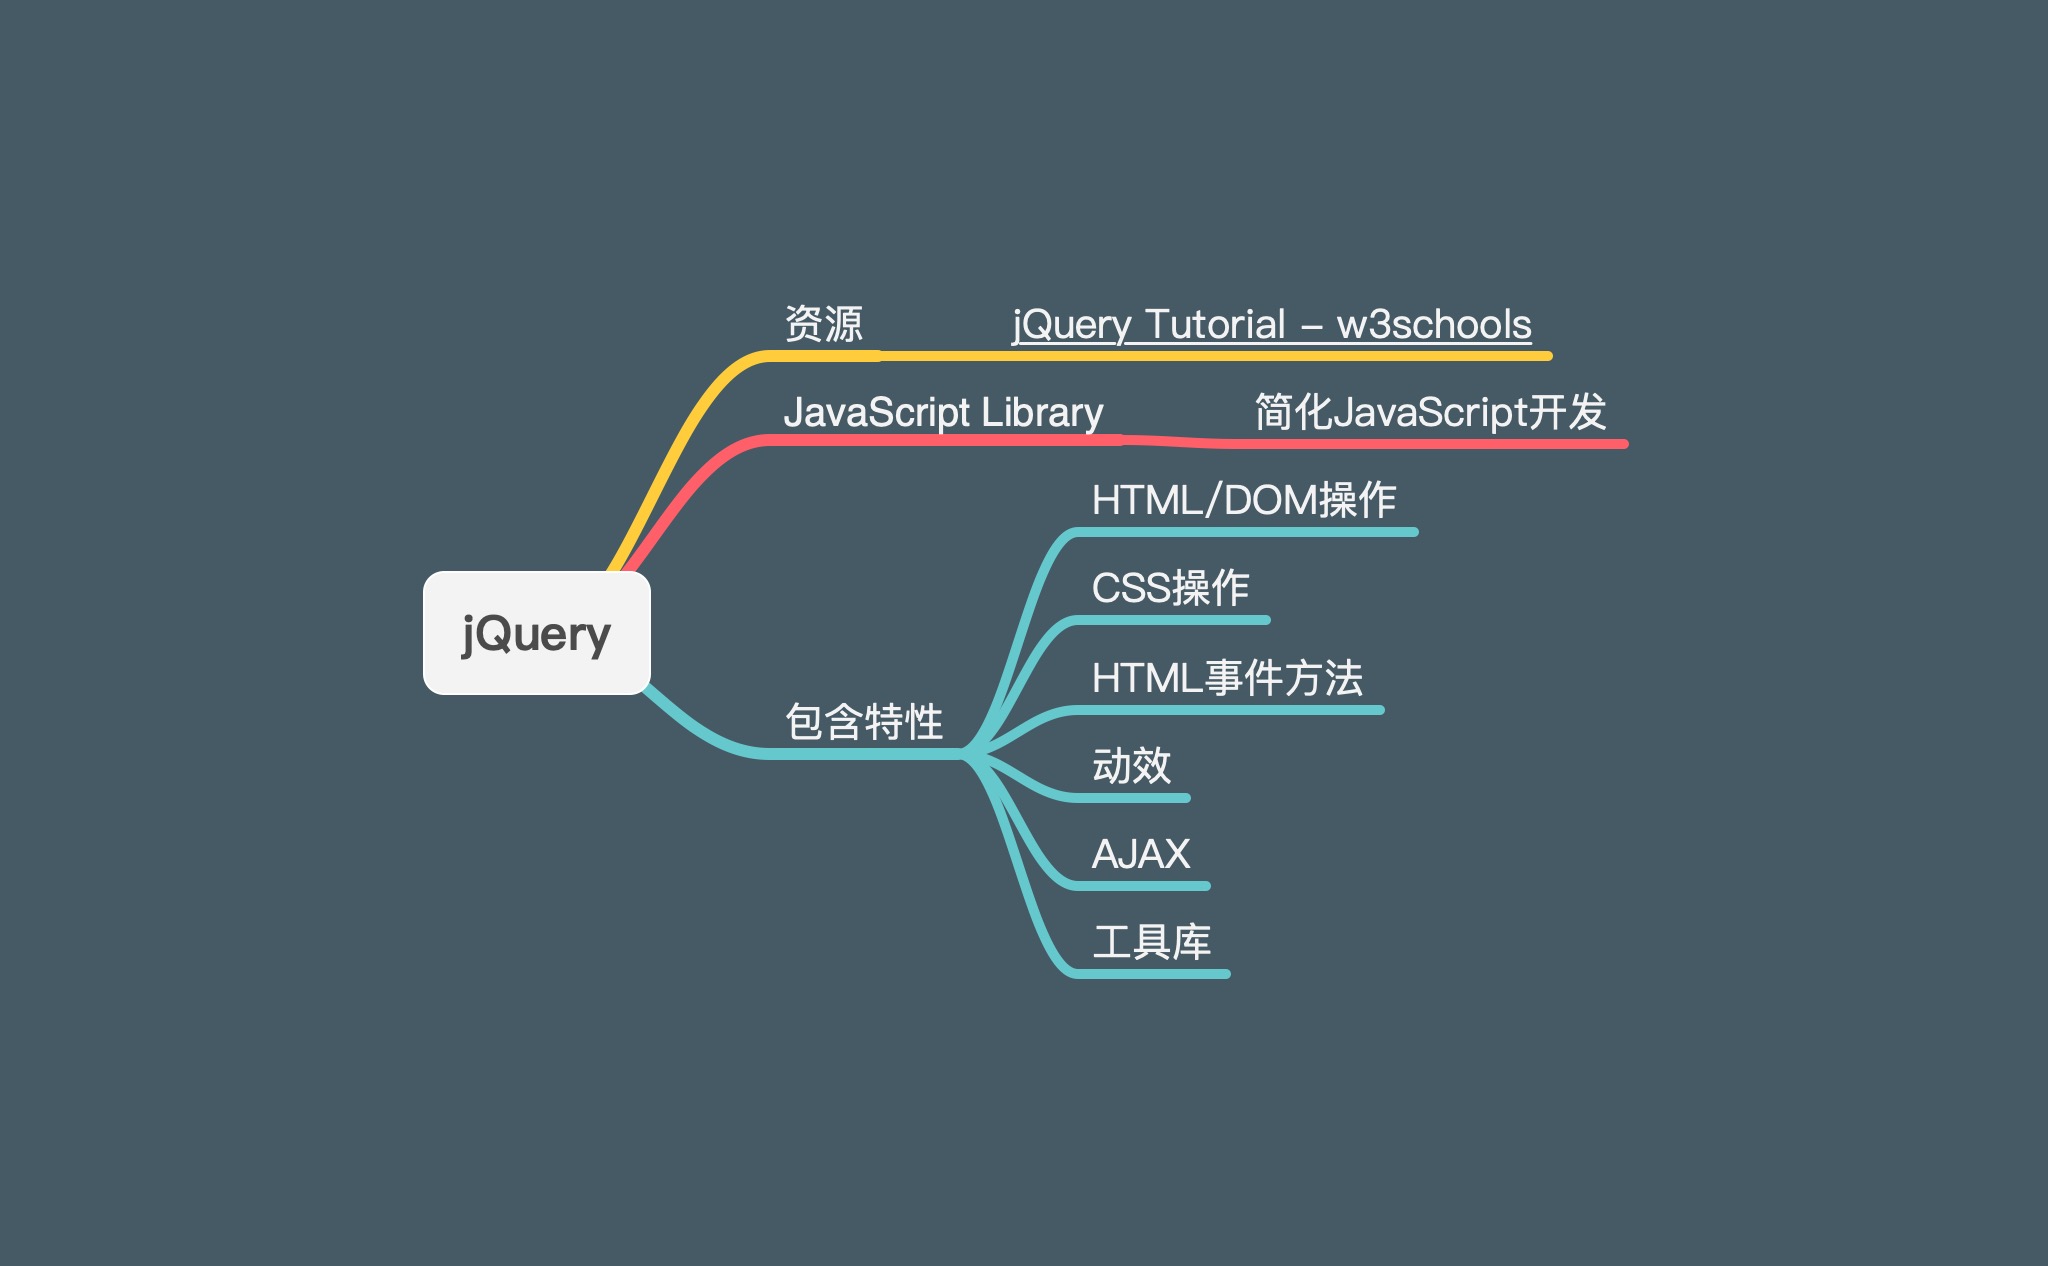 资源
jQuery Tutorial – w3schools
JavaScript Library
简化JavaScript开发
jQuery
包含特性
HTML/DOM操作
CSS操作
HTML事件方法
动效
AJAX
工具库